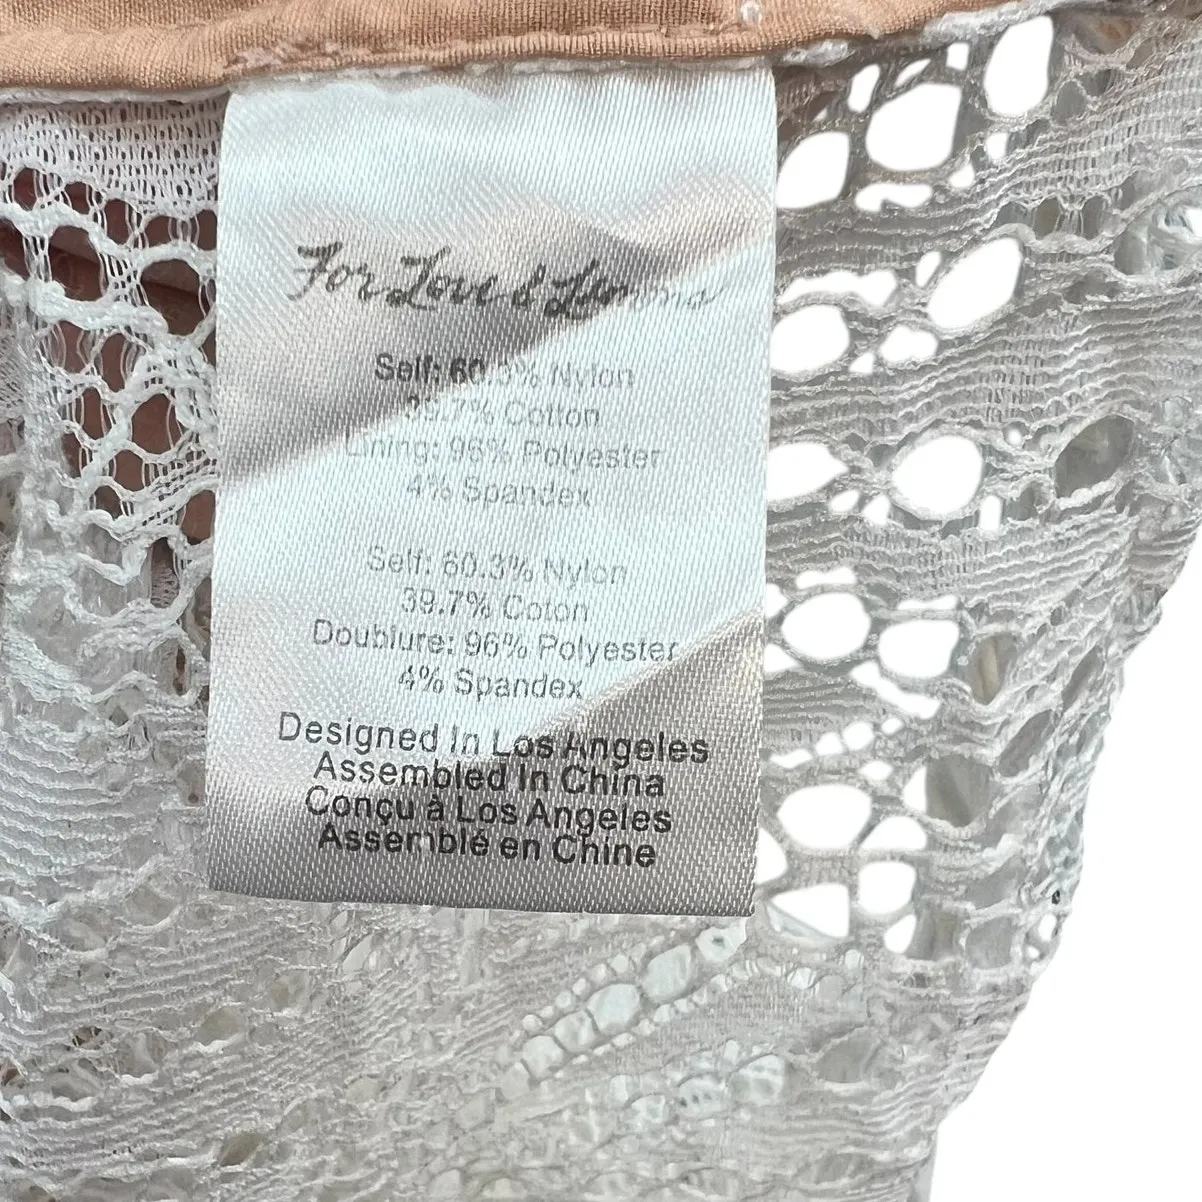 For Love & Lemons
Self: 60.3% Nylon
39.7% Cotton
Lining: 96% Polyester
4% Spandex
Self: 60.3% Nylon
39.7% Coton
Doublure: 96% Polyester
4% Spandex
Designed In Los Angeles
Assembled In China
Conçu à Los Angeles
Assemblé en Chine